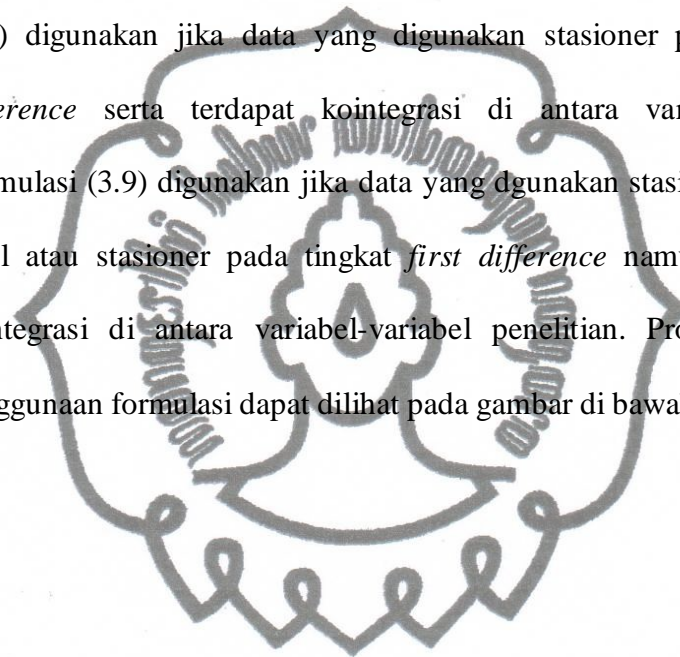 ) digunakan jika data yang digunakan stasioner p
erence serta terdapat kointegrasi di antara var
mulasi (3.9) digunakan jika data yang dgunakan stasi
l atau stasioner pada tingkat first difference nam
ntegrasi di antara variabel-variabel penelitian. Pro
ggunaan formulasi dapat dilihat pada gambar di bawa